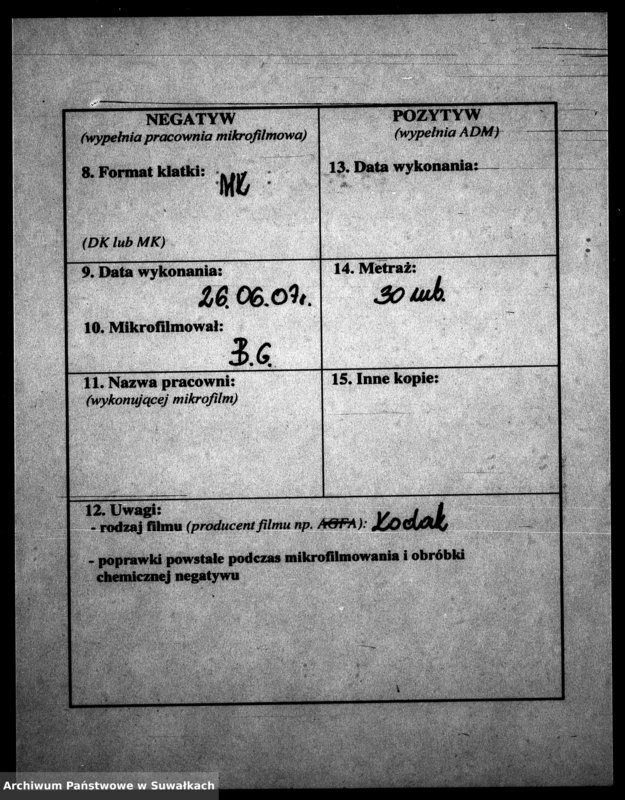 NEGATYW
(wypełnia pracownia mikrofilmowa)
8. Format klatki:
MK
(DK lub MK)
POZYTYW
(wypełnia ADM)
13. Data wykonania:
9. Data wykonania:
26.06.07r.
10. Mikrofilmował:
B.G.
14. Metraż:
30 mb.
11. Nazwa pracowni:
(wykonującej mikrofilm)
15. Inne kopie:
12. Uwagi:
- rodzaj filmu (producent filmu np. AGFA): Kodak
- poprawki powstałe podczas mikrofilmowania i obróbki
chemicznej negatywu
Archiwum Państwowe w Suwałkach